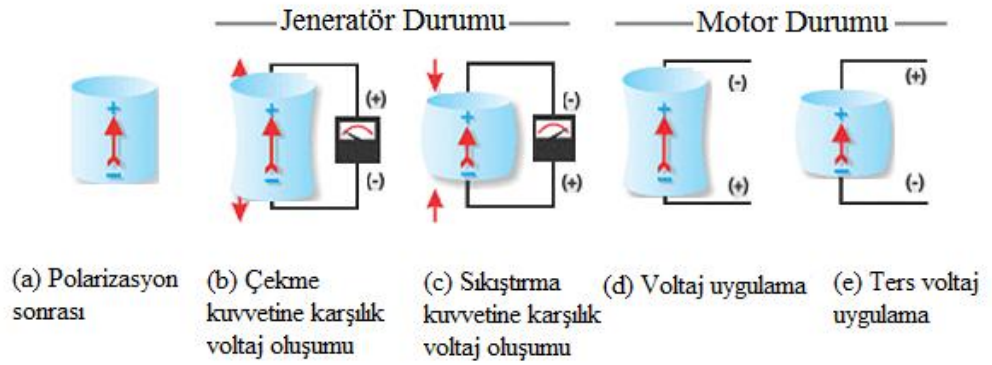 Jeneratör Durumu
Motor Durumu
+
−
+
−
(+)
(-)
+
−
(-)
(+)
+
−
(-)
(+)
+
−
(+)
(-)
(a) Polarizasyon
sonrası
(b) Çekme
kuvvetine karşılık
voltaj oluşumu
(c) Sıkıştırma
kuvvetine karşılık
voltaj oluşumu
(d) Voltaj uygulama
(e) Ters voltaj
uygulama